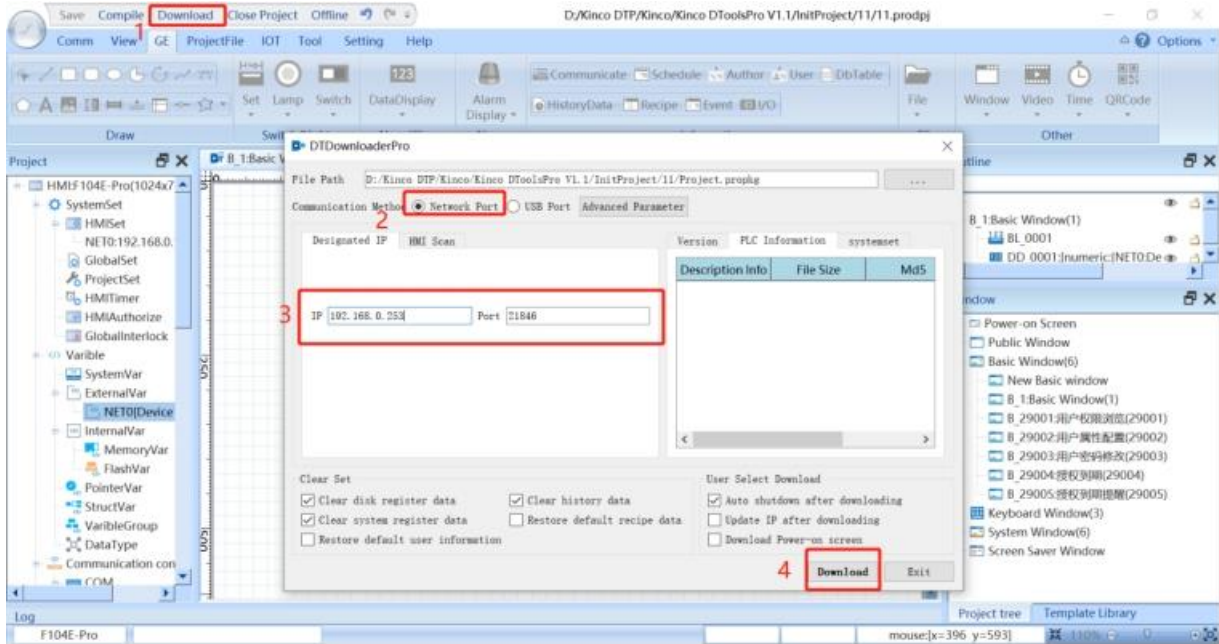 Save Compile Download Close Project Offline D:/Kinco DTP/Kinco/Kinco DToolsPro V1.1/InitProject/11/11.prodpj
1
Comm View GE ProjectFile IOT Tool Setting Help Options
Set Lamp Switch DataDisplay Alarm Display Communicate Schedule Author User DbTable File Window Video Time QRCode
HistoryData Recipe Event I/O
Draw Other
Project
HMI:F104E-Pro(1024x7
SystemSet
HMISet
NET0:192.168.0.
GlobalSet
ProjectSet
HMITimer
HMIAuthorize
GlobalInterlock
Varible
SystemVar
ExternalVar
NET0[Device
InternalVar
MemoryVar
FlashVar
PointerVar
StructVar
VaribleGroup
DataType
Communication con
COM
B_1:Basic W
DTDownloaderPro
File Path D:/Kinco DTP/Kinco/Kinco DToolsPro V1.1/InitProject/11/Project.propkg ...
Communication Method Network Port USB Port Advanced Parameter
2
Designated IP HMI Scan
Version PLC Information systemset
Description Info File Size Md5
3
IP 192.168.0.253 Port 21846
Clear Set
Clear disk register data Clear history data
Clear system register data Restore default recipe data
Restore default user information
User Select Download
Auto shutdown after downloading
Update IP after downloading
Download Power-on screen
4
Download Exit
utline
B_1:Basic Window(1)
BL_0001
DD_0001:[numeric:[NET0:De
ndow
Power-on Screen
Public Window
Basic Window(6)
New Basic window
B_1:Basic Window(1)
B_29001:用户权限浏览(29001)
B_29002:用户属性配置(29002)
B_29003:用户密码修改(29003)
B_29004:授权到期(29004)
B_29005:授权到期提醒(29005)
Keyboard Window(3)
System Window(6)
Screen Saver Window
Project tree Template Library
Log
F104E-Pro mouse:[x=396 y=593] 110%